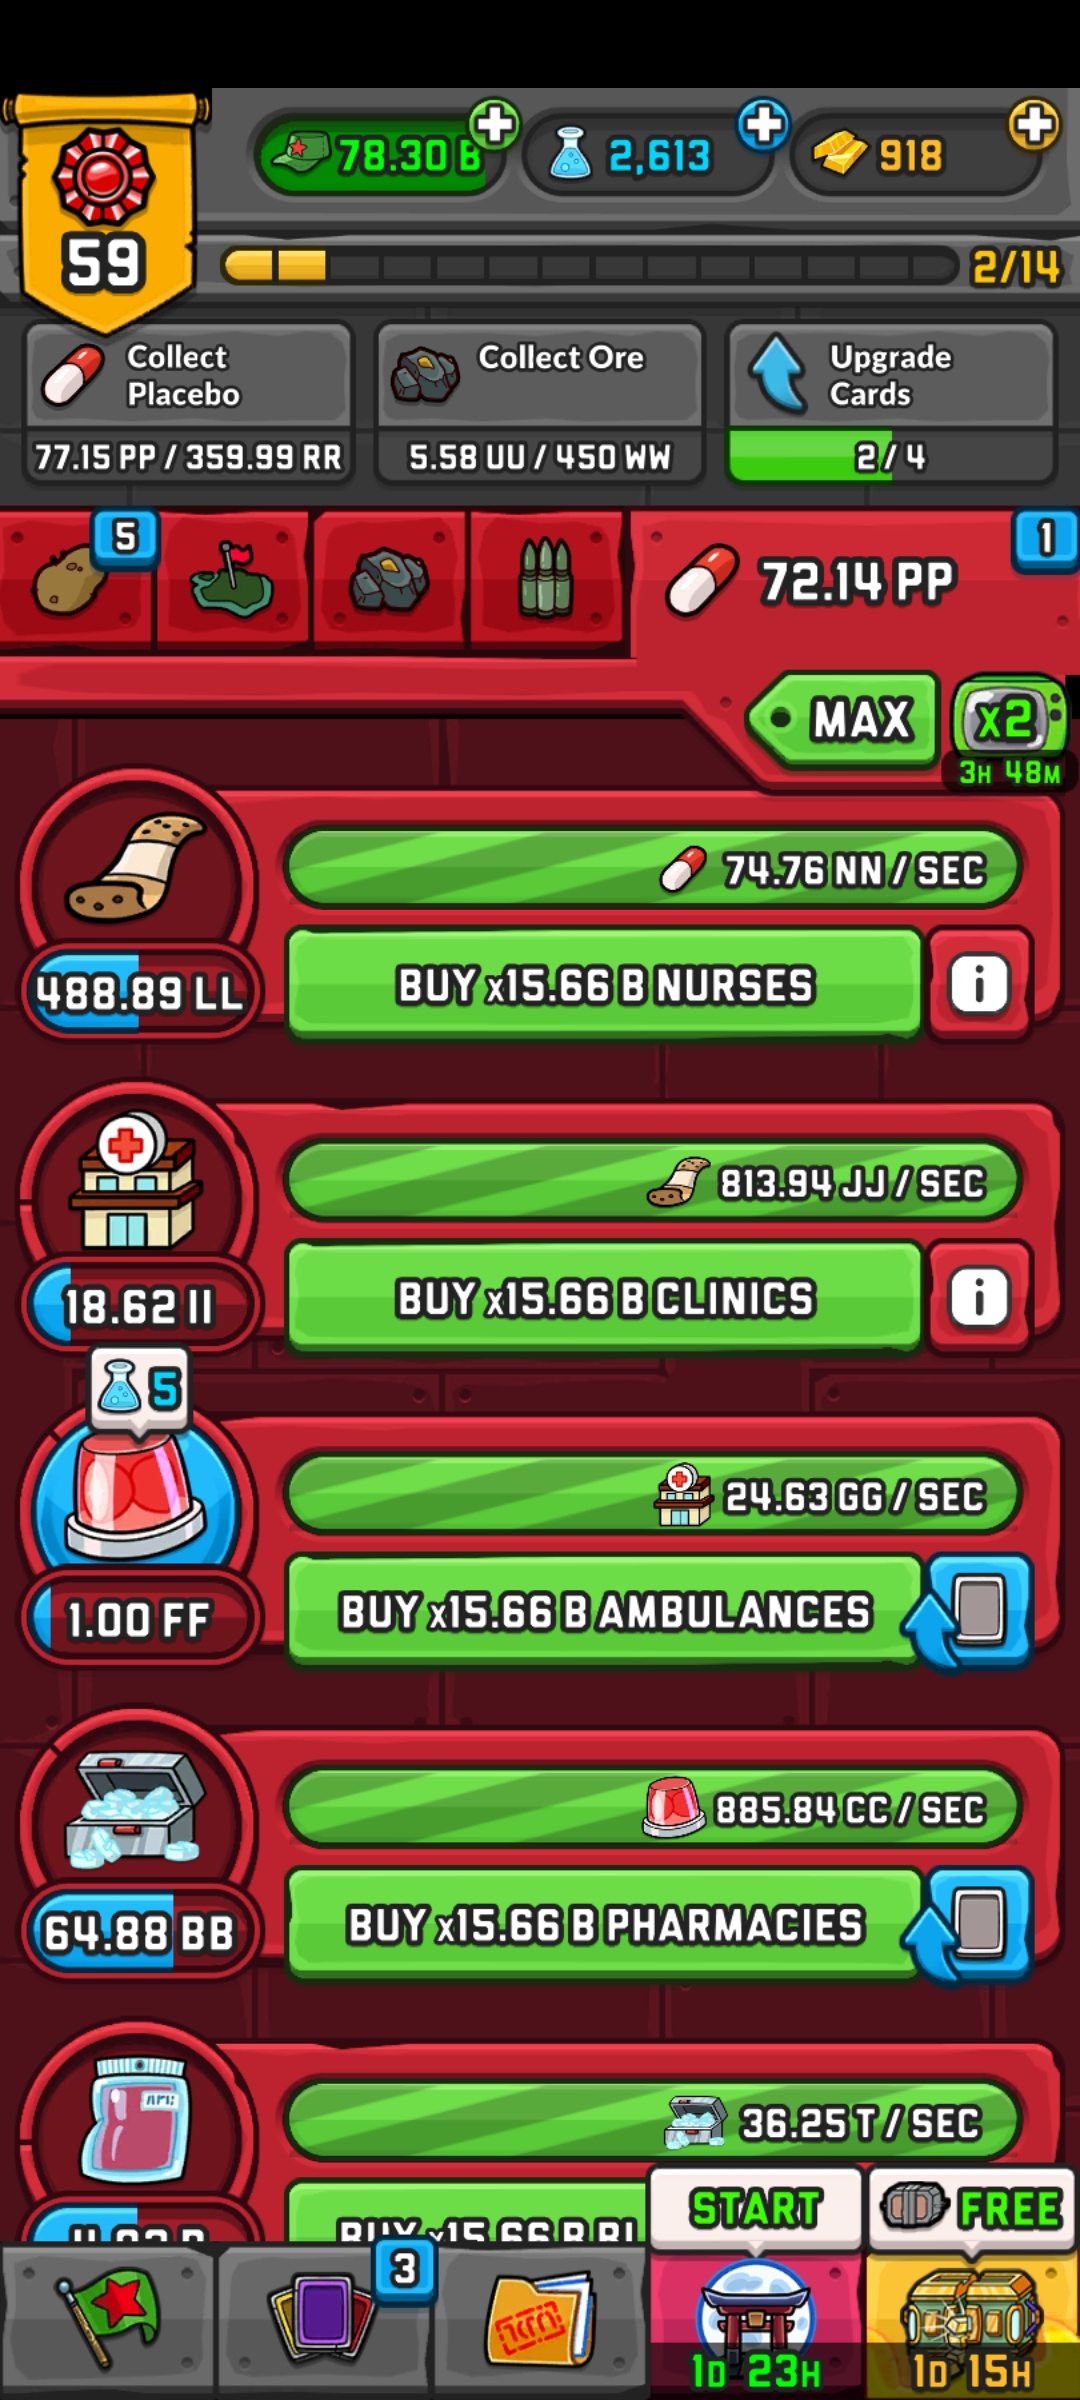 78.30 B
2,613
918
59
2/14
Collect
Placebo
77.15 PP / 359.99 RR
Collect Ore
5.58 UU / 450 WW
Upgrade
Cards
2 / 4
5
72.14 PP
1
MAX
x2
3H 48M
74.76 NN / SEC
488.89 LL
BUY x15.66 B NURSES
i
813.94 JJ / SEC
18.62 II
BUY x15.66 B CLINICS
i
5
24.63 GG / SEC
1.00 FF
BUY x15.66 B AMBULANCES
885.84 CC / SEC
64.88 BB
BUY x15.66 B PHARMACIES
36.25 T / SEC
BUY x15.66 B
START
FREE
3
1D 23H
1D 15H